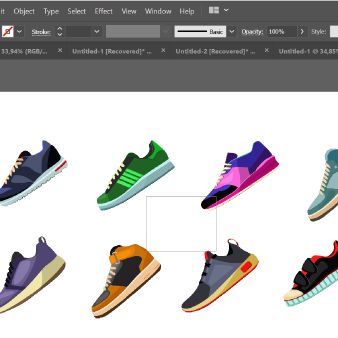 it Object Type Select Effect View Window Help
Stroke: Basic Opacity: 100% Style:
33,94% (RGB/... × Untitled-1 [Recovered]* ... × Untitled-2 [Recovered]* ... × Untitled-1 @ 34,85%